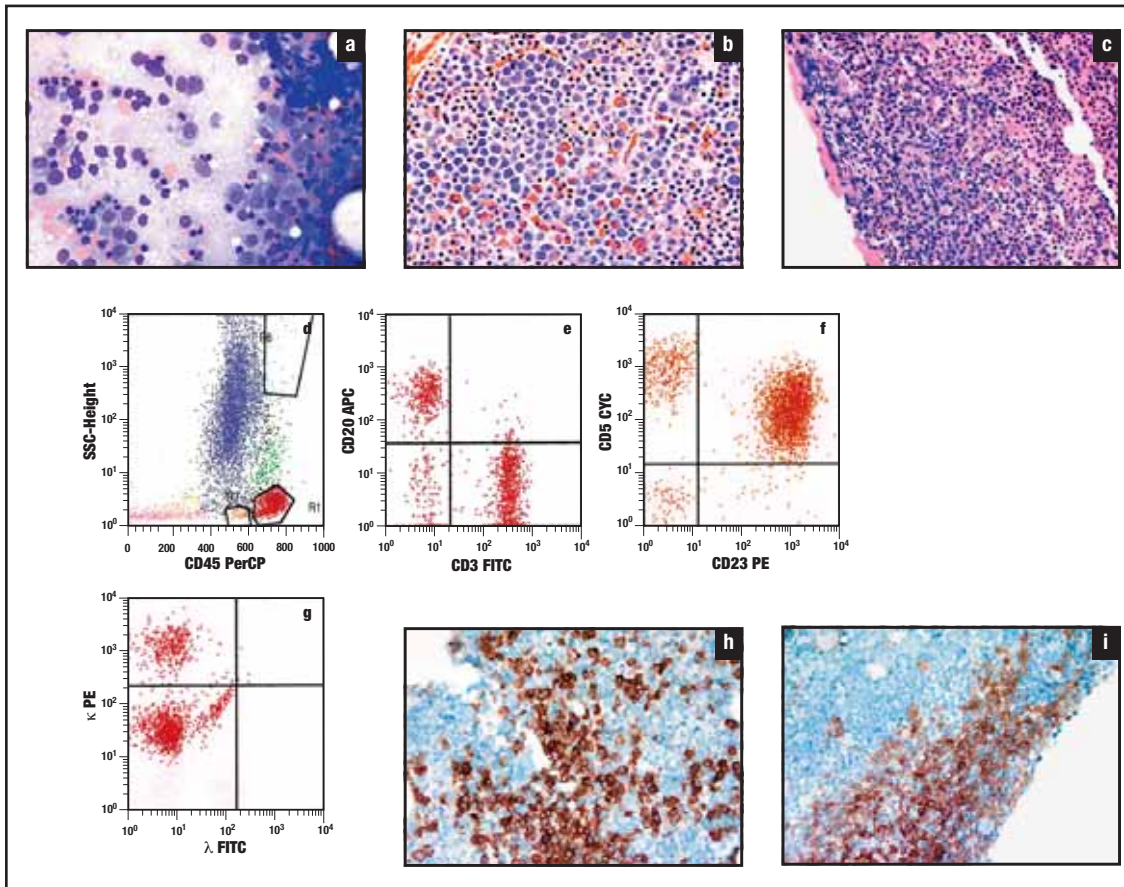 a
b
c
10⁴
10³
10²
10¹
10⁰
SSC-Height
0 200 400 600 800 1000
CD45 PerCP
d
R1
10⁴
10³
10²
10¹
10⁰
CD20 APC
10⁰ 10¹ 10² 10³ 10⁴
CD3 FITC
e
10⁴
10³
10²
10¹
10⁰
CD5 CYC
10⁰ 10¹ 10² 10³ 10⁴
CD23 PE
f
10⁴
10³
10²
10¹
10⁰
κ PE
10⁰ 10¹ 10² 10³ 10⁴
λ FITC
g
h
i